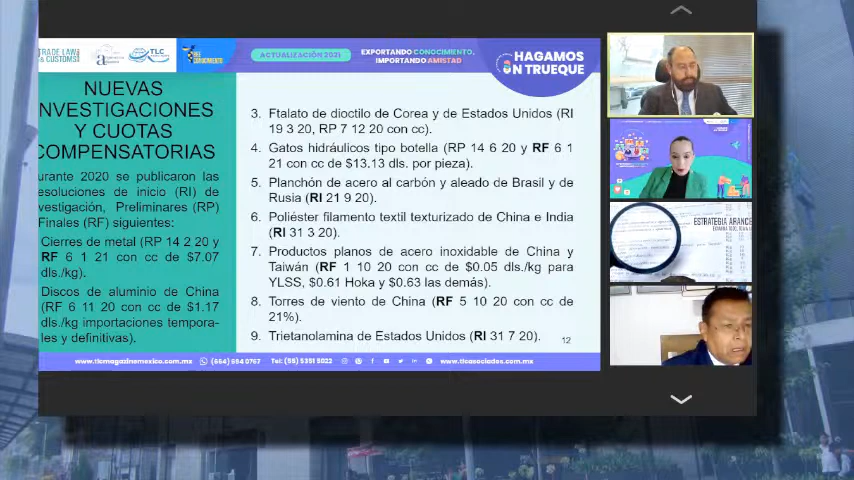 TRADE LAW
& CUSTOMS
TLC
ACTUALIZACIÓN 2021
EXPORTANDO CONOCIMIENTO,
IMPORTANDO AMISTAD
HAGAMOS
UN TRUEQUE
NUEVAS
NVESTIGACIONES
Y CUOTAS
COMPENSATORIAS
urante 2020 se publicaron las
esoluciones de inicio (RI) de
vestigación, Preliminares (RP)
Finales (RF) siguientes:
Cierres de metal (RP 14 2 20 y
RF 6 1 21 con cc de $7.07
dls./kg).
Discos de aluminio de China
(RF 6 11 20 con cc de $1.17
dls./kg importaciones tempora-
les y definitivas).
3. Ftalato de dioctilo de Corea y de Estados Unidos (RI
19 3 20, RP 7 12 20 con cc).
4. Gatos hidráulicos tipo botella (RP 14 6 20 y RF 6 1
21 con cc de $13.13 dls. por pieza).
5. Planchón de acero al carbón y aleado de Brasil y de
Rusia (RI 21 9 20).
6. Poliéster filamento textil texturizado de China e India
(RI 31 3 20).
7. Productos planos de acero inoxidable de China y
Taiwán (RF 1 10 20 con cc de $0.05 dls./kg para
YLSS, $0.61 Hoka y $0.63 las demás).
8. Torres de viento de China (RF 5 10 20 con cc de
21%).
9. Trietanolamina de Estados Unidos (RI 31 7 20).
12
www.tlcmagazinemexico.com.mx
Tel: (55) 5351 5022
www.tlcasociados.com.mx
ESTRATEGIA ARANCE